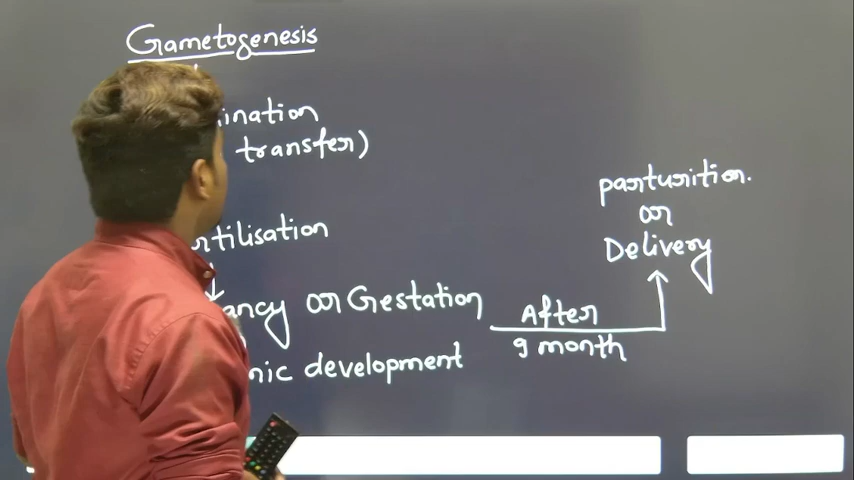 Gametogenesis
ination
transfer)
rtilisation
ancy or Gestation
nic development
After
9 month
parturition.
or
Delivery